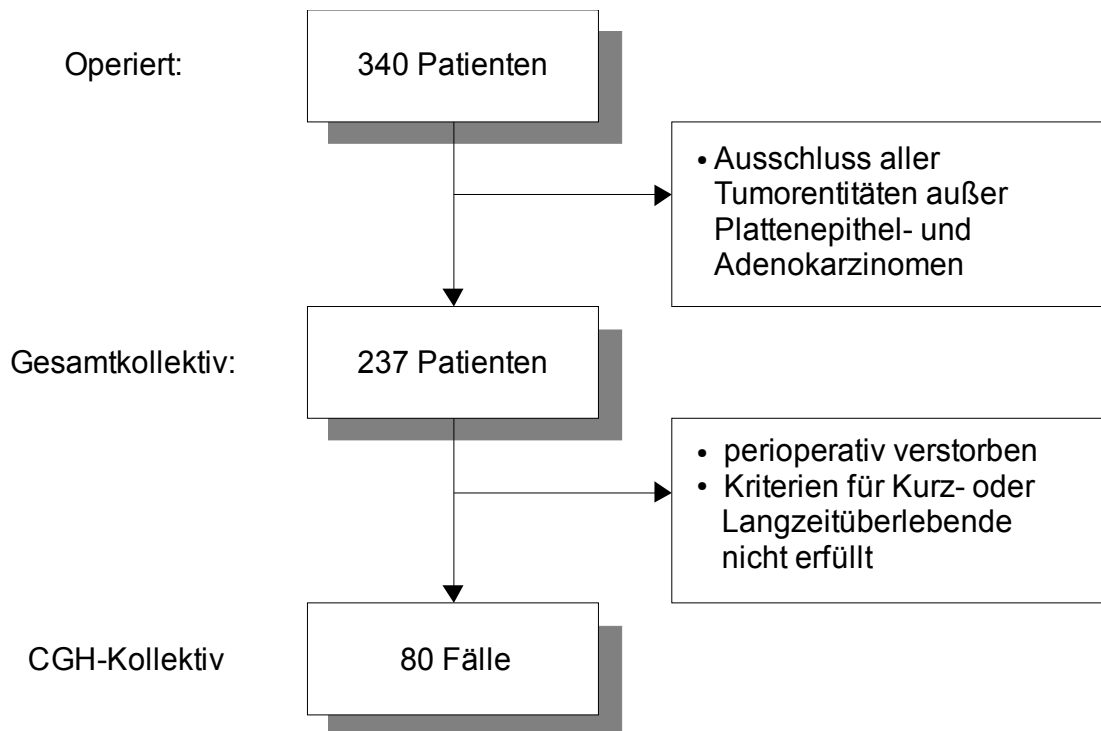 Operiert:
340 Patienten
• Ausschluss aller
Tumorentitäten außer
Plattenepithel- und
Adenokarzinomen
Gesamtkollektiv:
237 Patienten
• perioperativ verstorben
• Kriterien für Kurz- oder
Langzeitüberlebende
nicht erfüllt
CGH-Kollektiv
80 Fälle